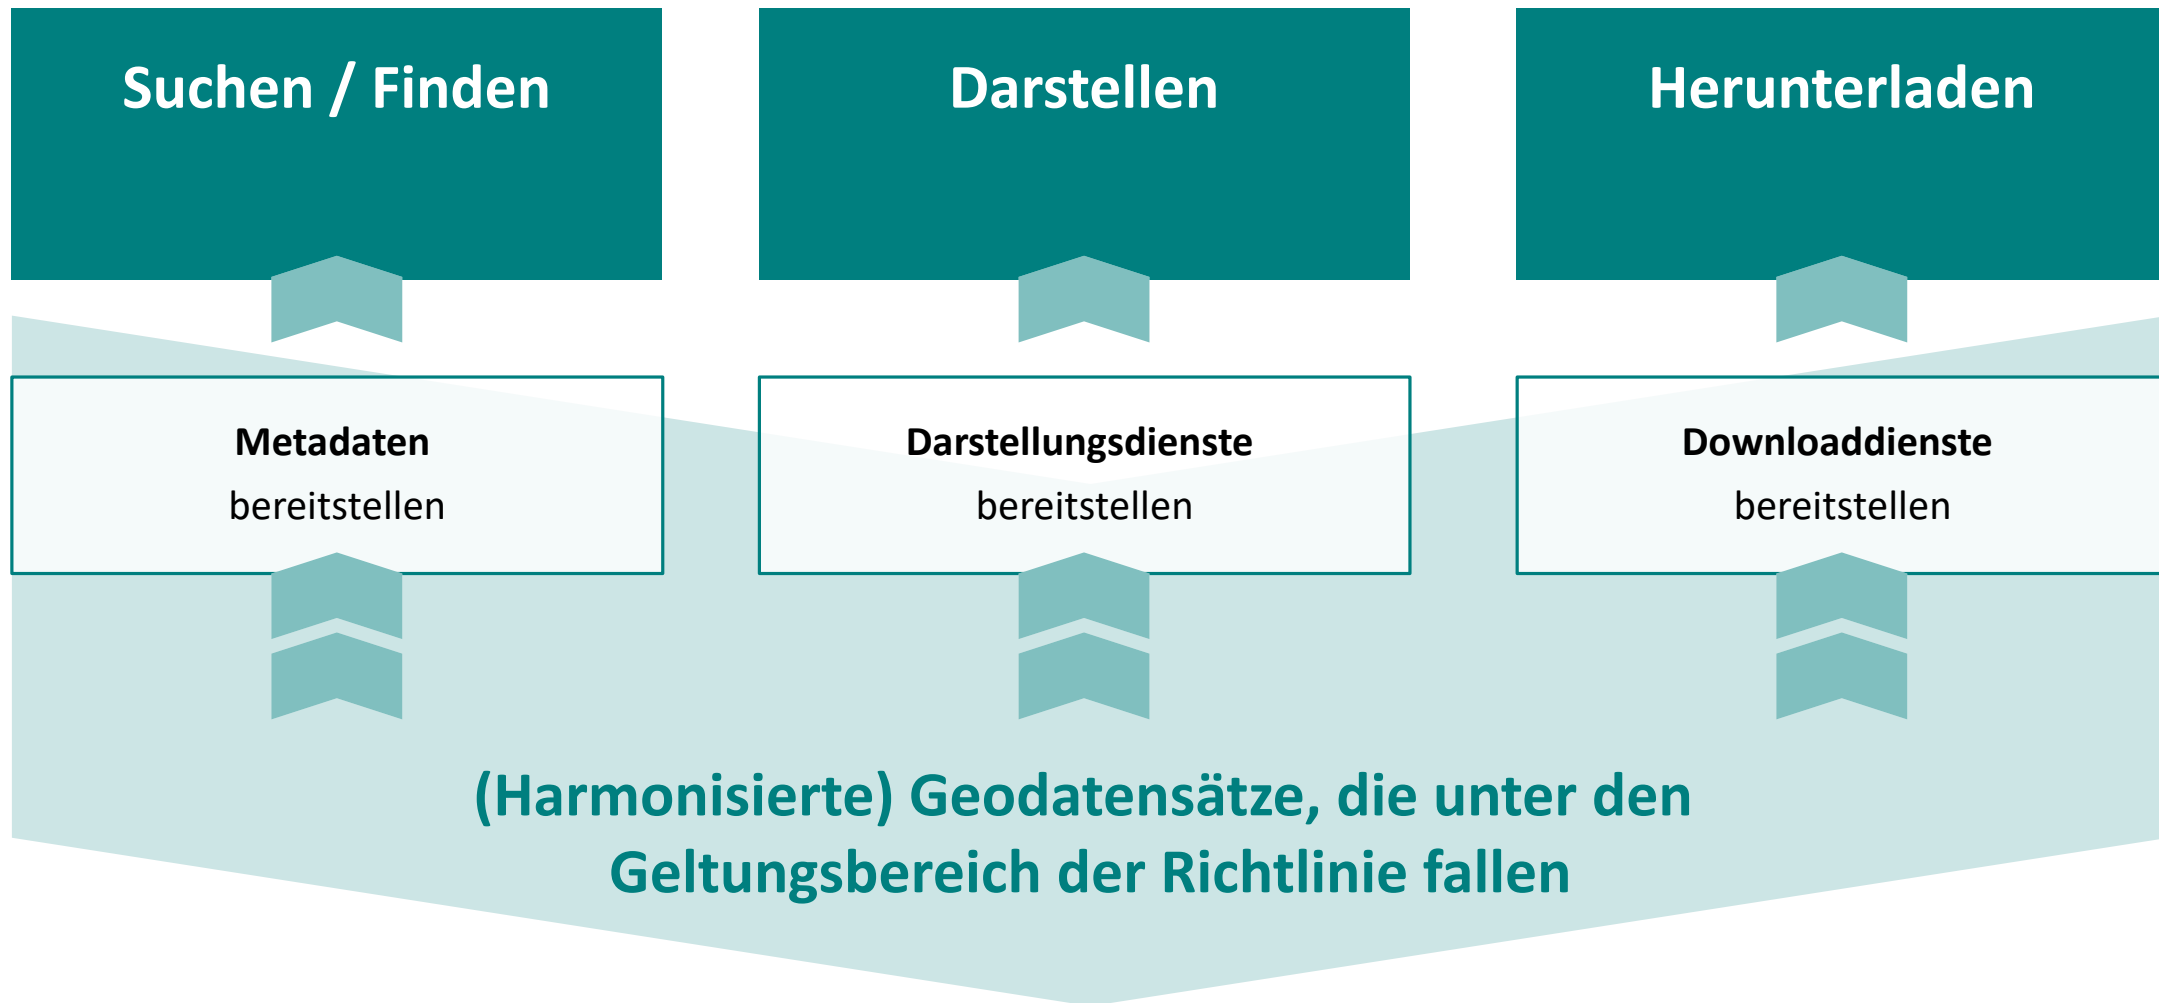 Suchen / Finden
Darstellen
Herunterladen
Metadaten
bereitstellen
Darstellungsdienste
bereitstellen
Downloaddienste
bereitstellen
(Harmonisierte) Geodatensätze, die unter den
Geltungsbereich der Richtlinie fallen